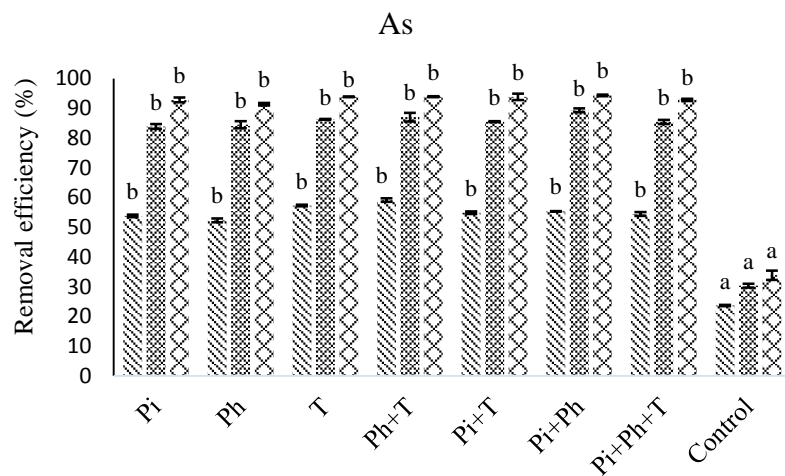 As
Removal efficiency (%)
100
90
80
70
60
50
40
30
20
10
0
b b b b b b b b b b b b b b b b b b b b b a a a
Pi Ph T Ph+T Pi+T Pi+Ph Pi+Ph+T Control